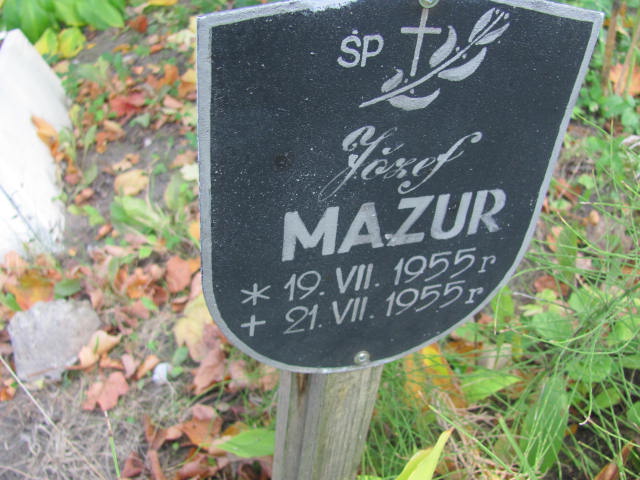 ŚP
Józef
MAZUR
* 19. VII. 1955 r
+ 21. VII. 1955 r